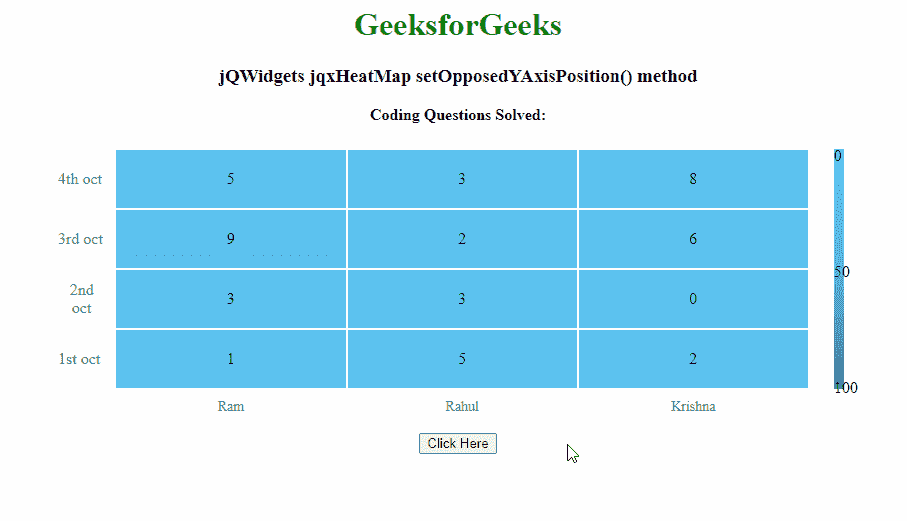 GeeksforGeeks
jQWidgets jqxHeatMap setOpposedYAxisPosition() method
Coding Questions Solved:
0
4th oct 5 3 8
3rd oct 9 2 6
50
2nd
oct 3 3 0
1st oct 1 5 2
100
Ram Rahul Krishna
Click Here